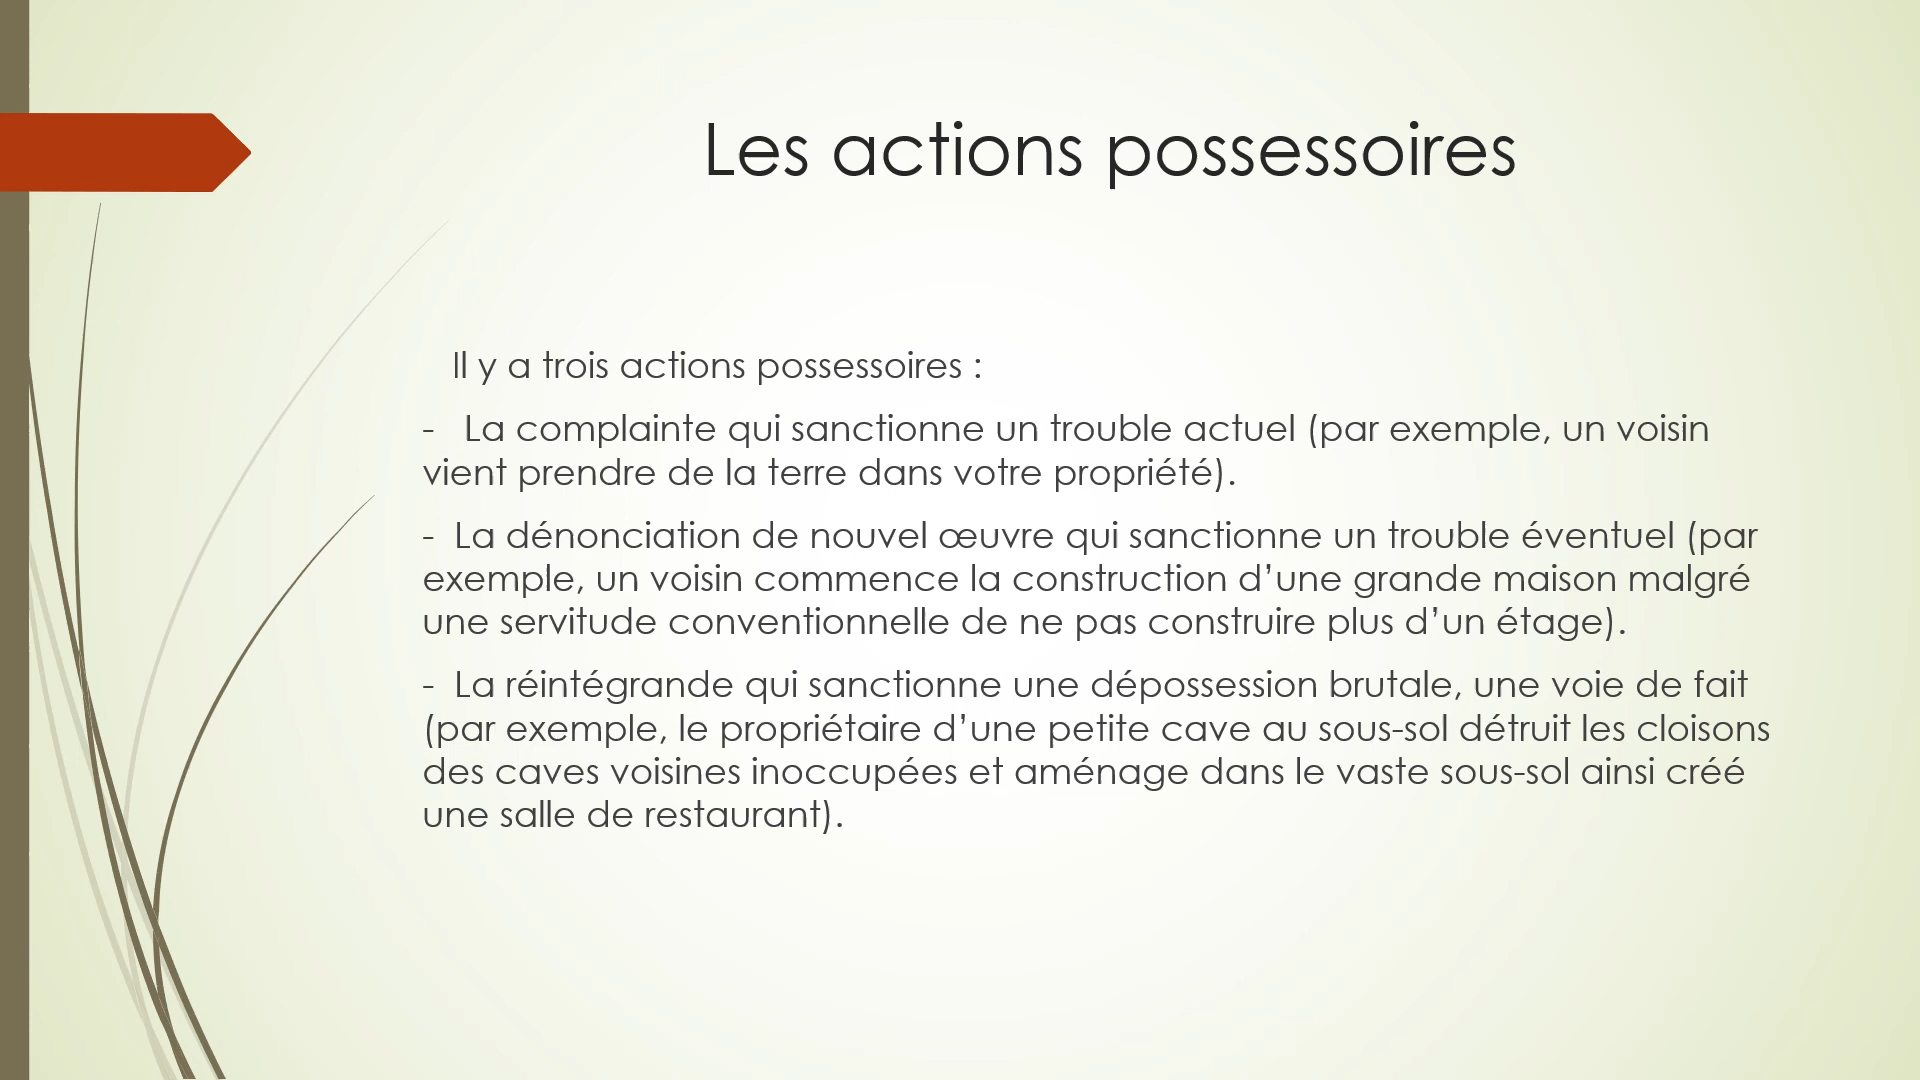 Les actions possessoires
Il y a trois actions possessoires :
- La complainte qui sanctionne un trouble actuel (par exemple, un voisin
vient prendre de la terre dans votre propriété).
- La dénonciation de nouvel œuvre qui sanctionne un trouble éventuel (par
exemple, un voisin commence la construction d’une grande maison malgré
une servitude conventionnelle de ne pas construire plus d’un étage).
- La réintégrande qui sanctionne une dépossession brutale, une voie de fait
(par exemple, le propriétaire d’une petite cave au sous-sol détruit les cloisons
des caves voisines inoccupées et aménage dans le vaste sous-sol ainsi créé
une salle de restaurant).